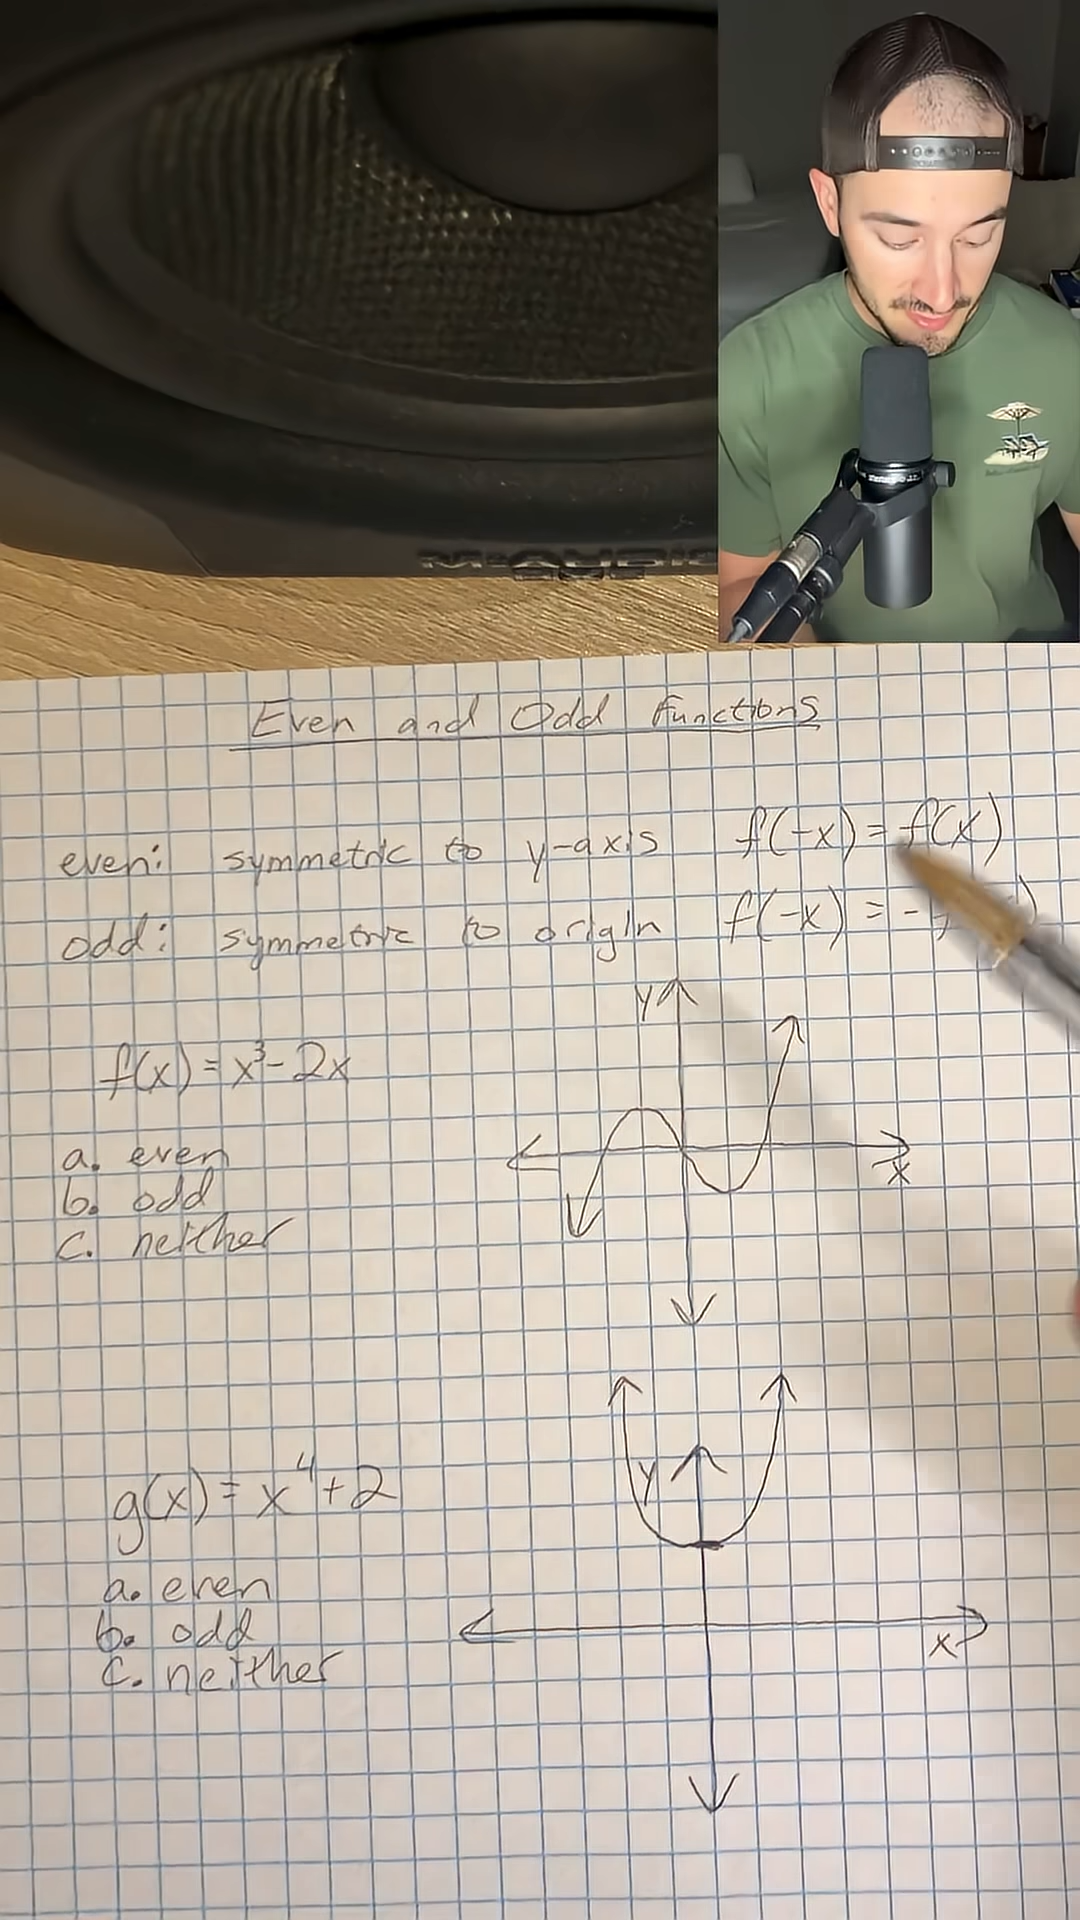 M-AUDIO
Even and Odd Functions
even: symmetric to y-axis f(-x)=f(x)
odd: symmetric to origin f(-x) = -
f(x) = x³-2x
a. even
b. odd
c. neither
y
x
g(x) = x⁴+2
a. even
b. odd
c. neither
y
x